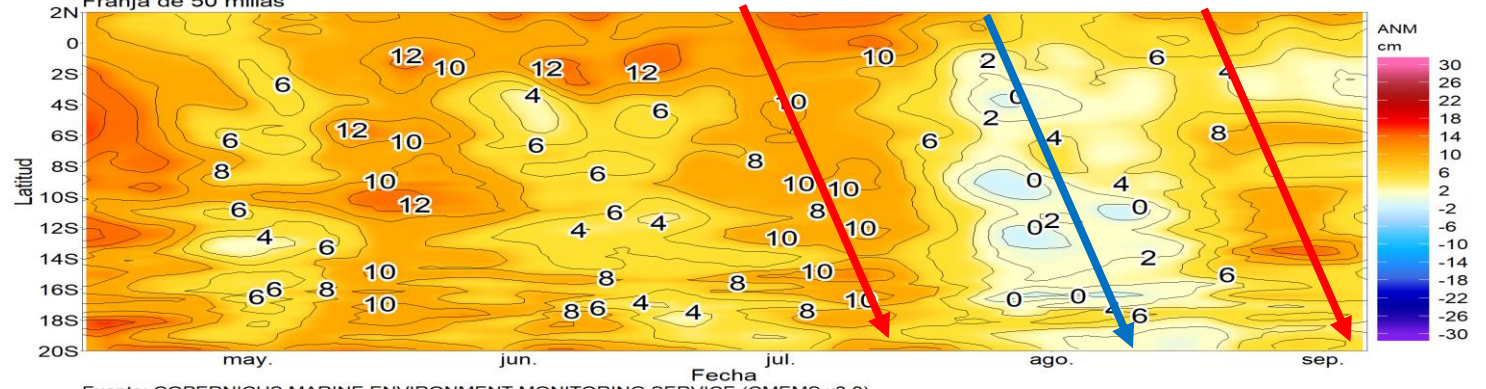 Franja de 50 millas
2N
0
2S
4S
6S
8S
10S
12S
14S
16S
18S
20S
Latitud
12 10 12 12 10 2 6 4
6 4 4 10 0 2
6 12 10 6 6 4 8
8 10 8 8 10 10 0 4
6 12 6 4 6 10 0
4 6 4 4 10 10 0 2 2
6 6 8 10 8 8 10 6
6 10 8 6 4 4 8 10 0 0 6
may. jun. jul. ago. sep.
Fecha
ANM
cm
30
26
22
18
14
10
6
2
-2
-6
-10
-14
-18
-22
-26
-30